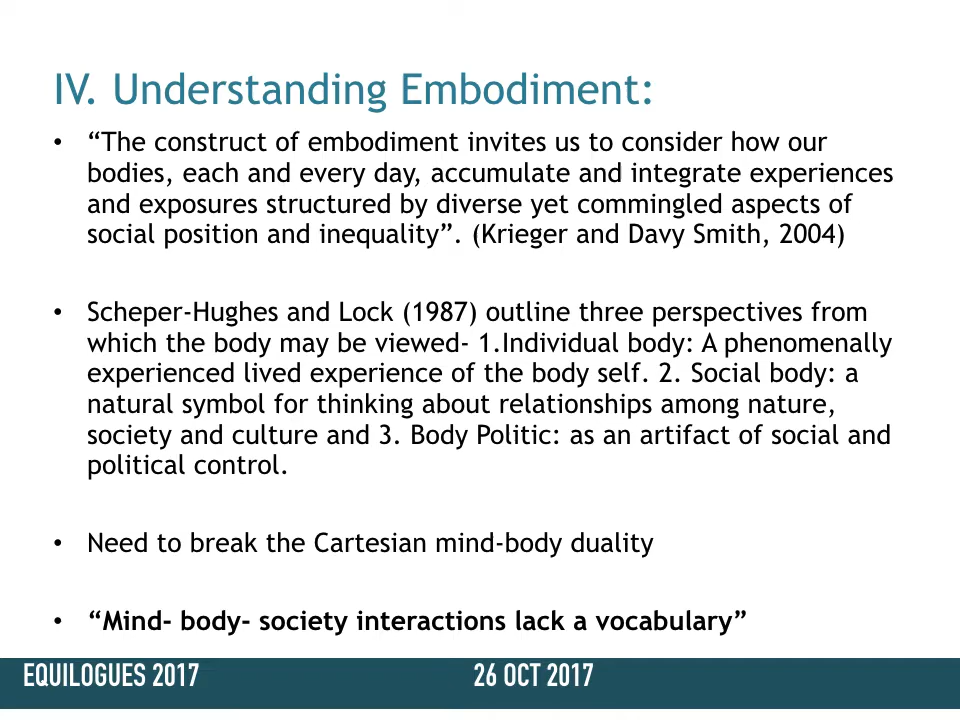 IV. Understanding Embodiment:
• “The construct of embodiment invites us to consider how our
bodies, each and every day, accumulate and integrate experiences
and exposures structured by diverse yet commingled aspects of
social position and inequality”. (Krieger and Davy Smith, 2004)
• Scheper-Hughes and Lock (1987) outline three perspectives from
which the body may be viewed- 1.Individual body: A phenomenally
experienced lived experience of the body self. 2. Social body: a
natural symbol for thinking about relationships among nature,
society and culture and 3. Body Politic: as an artifact of social and
political control.
• Need to break the Cartesian mind-body duality
• “Mind- body- society interactions lack a vocabulary”
EQUILOGUES 2017 26 OCT 2017